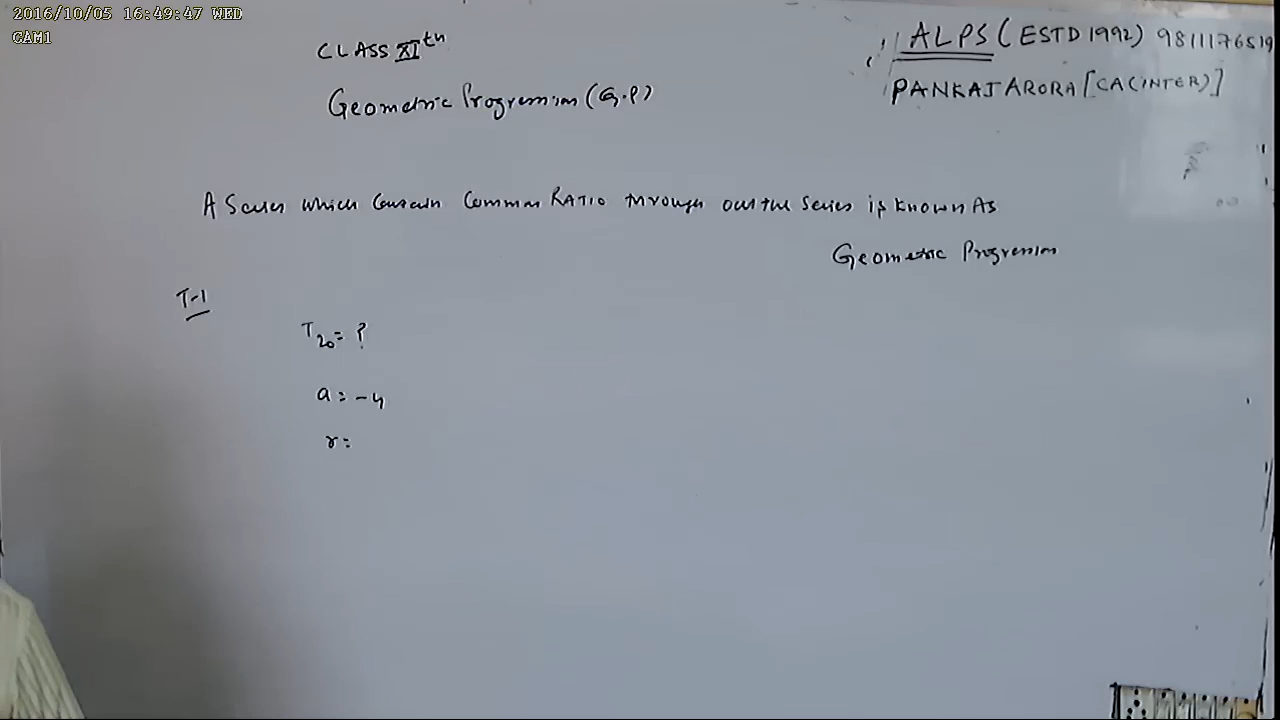 2016/10/05 16:49:47 WED
CAM1
CLASS XIth
Geometric Progression (G.P)
ALPS (ESTD 1992) 9811176519
PANKAJ ARORA [CA(INTER)]
A Series which Contain Common RATIO through out the Series is known As
Geometric Progression
T-1
T20 = ?
a = -4
r =